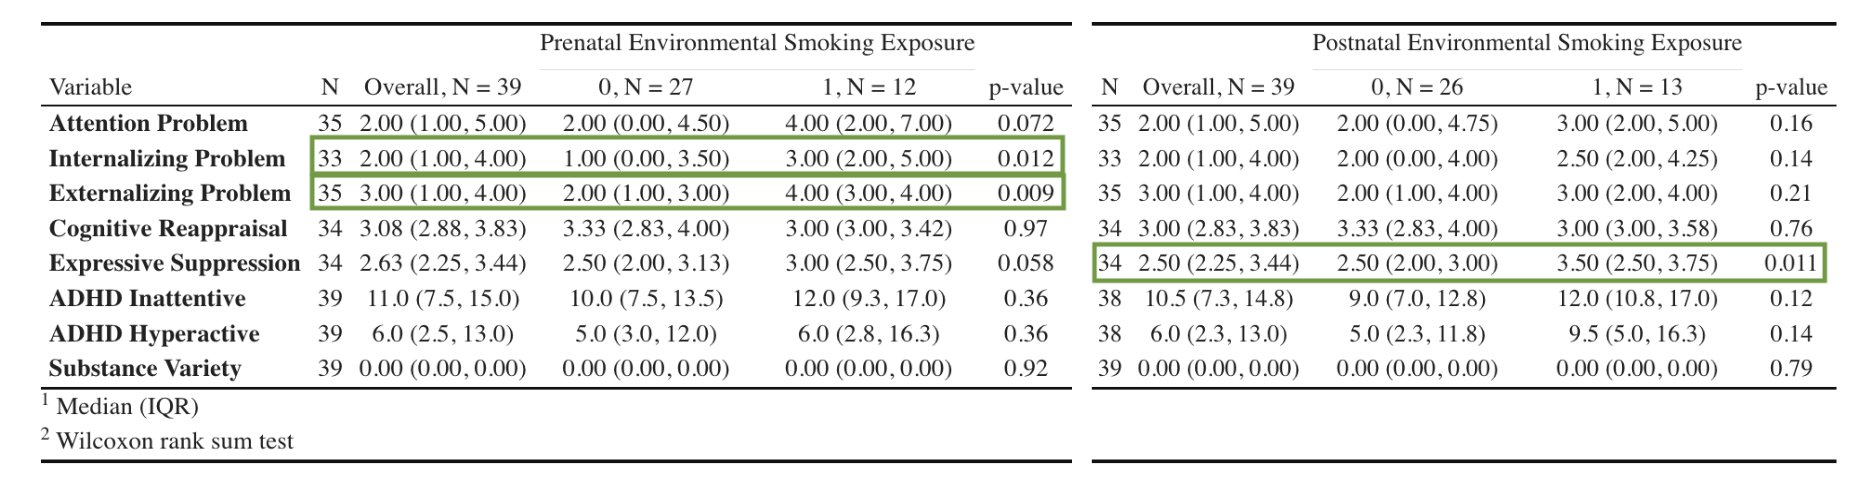 Prenatal Environmental Smoking Exposure Postnatal Environmental Smoking Exposure
Variable N Overall, N = 39 0, N = 27 1, N = 12 p-value N Overall, N = 39 0, N = 26 1, N = 13 p-value
Attention Problem 35 2.00 (1.00, 5.00) 2.00 (0.00, 4.50) 4.00 (2.00, 7.00) 0.072 35 2.00 (1.00, 5.00) 2.00 (0.00, 4.75) 3.00 (2.00, 5.00) 0.16
Internalizing Problem 33 2.00 (1.00, 4.00) 1.00 (0.00, 3.50) 3.00 (2.00, 5.00) 0.012 33 2.00 (1.00, 4.00) 2.00 (0.00, 4.00) 2.50 (2.00, 4.25) 0.14
Externalizing Problem 35 3.00 (1.00, 4.00) 2.00 (1.00, 3.00) 4.00 (3.00, 4.00) 0.009 35 3.00 (1.00, 4.00) 2.00 (1.00, 4.00) 3.00 (2.00, 4.00) 0.21
Cognitive Reappraisal 34 3.08 (2.88, 3.83) 3.33 (2.83, 4.00) 3.00 (3.00, 3.42) 0.97 34 3.00 (2.83, 3.83) 3.33 (2.83, 4.00) 3.00 (3.00, 3.58) 0.76
Expressive Suppression 34 2.63 (2.25, 3.44) 2.50 (2.00, 3.13) 3.00 (2.50, 3.75) 0.058 34 2.50 (2.25, 3.44) 2.50 (2.00, 3.00) 3.50 (2.50, 3.75) 0.011
ADHD Inattentive 39 11.0 (7.5, 15.0) 10.0 (7.5, 13.5) 12.0 (9.3, 17.0) 0.36 38 10.5 (7.3, 14.8) 9.0 (7.0, 12.8) 12.0 (10.8, 17.0) 0.12
ADHD Hyperactive 39 6.0 (2.5, 13.0) 5.0 (3.0, 12.0) 6.0 (2.8, 16.3) 0.36 38 6.0 (2.3, 13.0) 5.0 (2.3, 11.8) 9.5 (5.0, 16.3) 0.14
Substance Variety 39 0.00 (0.00, 0.00) 0.00 (0.00, 0.00) 0.00 (0.00, 0.00) 0.92 39 0.00 (0.00, 0.00) 0.00 (0.00, 0.00) 0.00 (0.00, 0.00) 0.79
1 Median (IQR)
2 Wilcoxon rank sum test